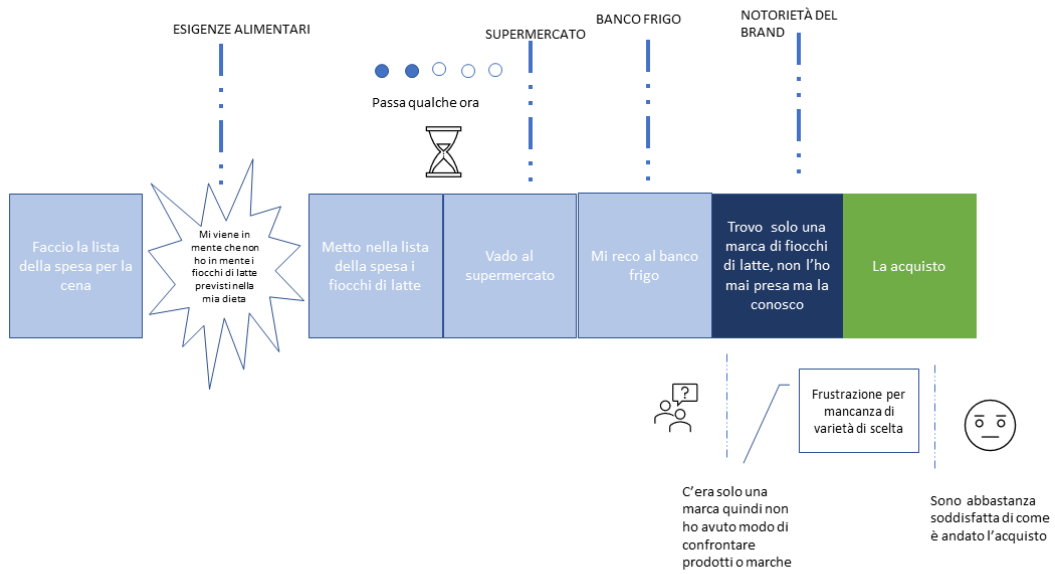 ESIGENZE ALIMENTARI
SUPERMERCATO
BANCO FRIGO
NOTORIETÀ DEL
BRAND
Passa qualche ora
Faccio la lista
della spesa per la
cena
Mi viene in
mente che non
ho in mente i
fiocchi di latte
previsti nella
mia dieta
Metto nella lista
della spesa i
fiocchi di latte
Vado al
supermercato
Mi reco al banco
frigo
Trovo solo una
marca di fiocchi
di latte, non l'ho
mai presa ma la
conosco
La acquisto
?
Frustrazione per
mancanza di
varietà di scelta
C'era solo una
marca quindi non
ho avuto modo di
confrontare
prodotti o marche
Sono abbastanza
soddisfatta di come
è andato l'acquisto